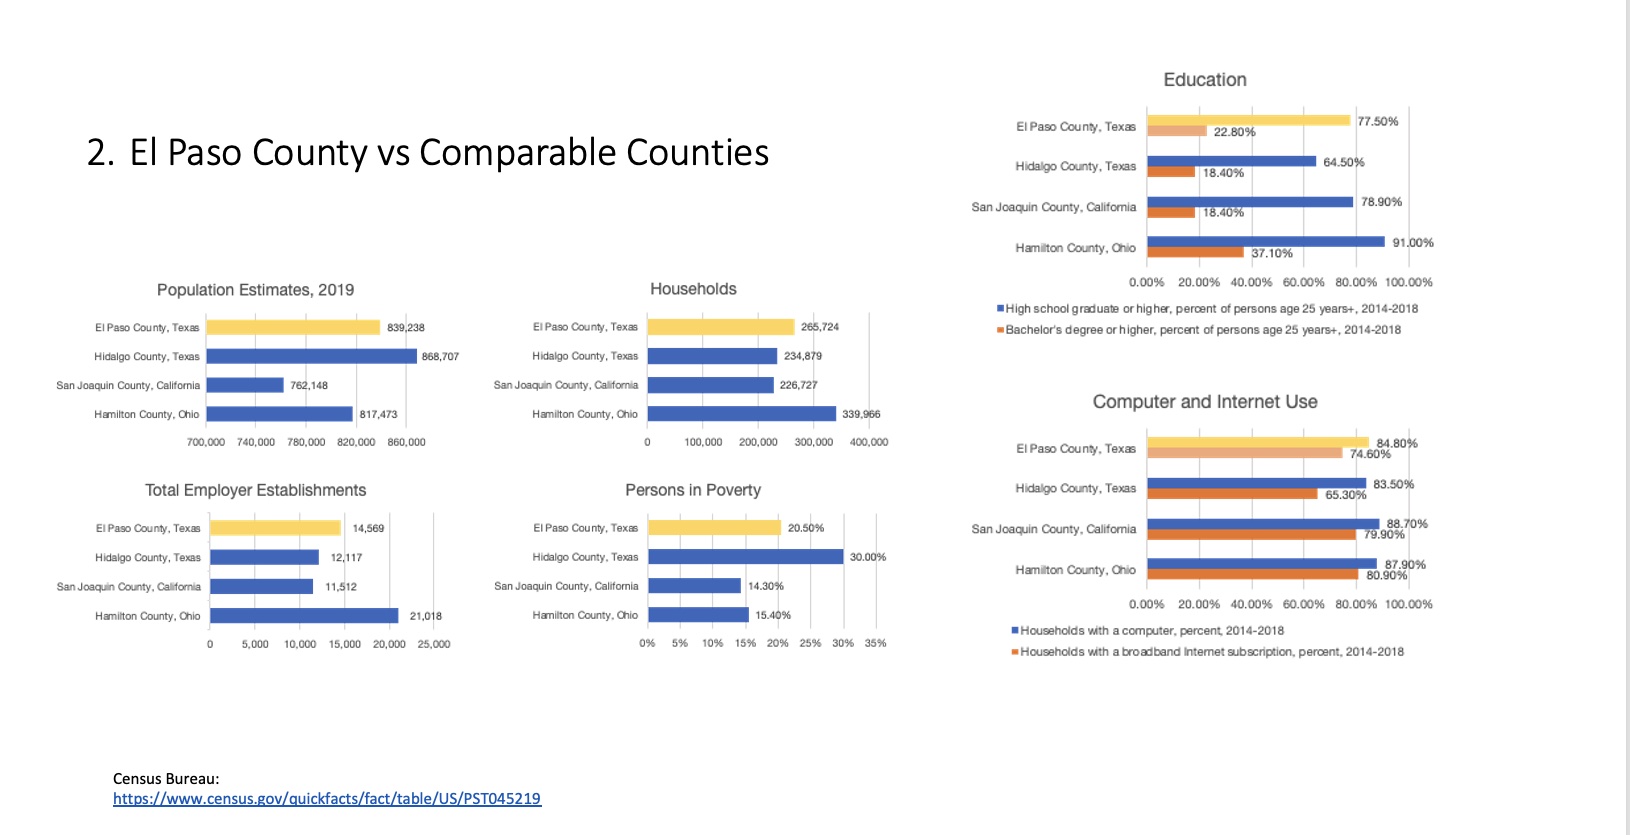 2. El Paso County vs Comparable Counties
Population Estimates, 2019
El Paso County, Texas 839,238
Hidalgo County, Texas 868,707
San Joaquin County, California 762,148
Hamilton County, Ohio 817,473
700,000 740,000 780,000 820,000 860,000
Households
El Paso County, Texas 265,724
Hidalgo County, Texas 234,879
San Joaquin County, California 226,727
Hamilton County, Ohio 339,966
0 100,000 200,000 300,000 400,000
Total Employer Establishments
El Paso County, Texas 14,569
Hidalgo County, Texas 12,117
San Joaquin County, California 11,512
Hamilton County, Ohio 21,018
0 5,000 10,000 15,000 20,000 25,000
Persons in Poverty
El Paso County, Texas 20.50%
Hidalgo County, Texas 30.00%
San Joaquin County, California 14.30%
Hamilton County, Ohio 15.40%
0% 5% 10% 15% 20% 25% 30% 35%
Education
El Paso County, Texas 77.50%
22.80%
Hidalgo County, Texas 64.50%
18.40%
San Joaquin County, California 78.90%
18.40%
Hamilton County, Ohio 91.00%
37.10%
0.00% 20.00% 40.00% 60.00% 80.00% 100.00%
High school graduate or higher, percent of persons age 25 years+, 2014-2018
Bachelor's degree or higher, percent of persons age 25 years+, 2014-2018
Computer and Internet Use
El Paso County, Texas 84.80%
74.60%
Hidalgo County, Texas 83.50%
65.30%
San Joaquin County, California 88.70%
79.90%
Hamilton County, Ohio 87.90%
80.90%
0.00% 20.00% 40.00% 60.00% 80.00% 100.00%
Households with a computer, percent, 2014-2018
Households with a broadband Internet subscription, percent, 2014-2018
Census Bureau:
https://www.census.gov/quickfacts/fact/table/US/PST045219